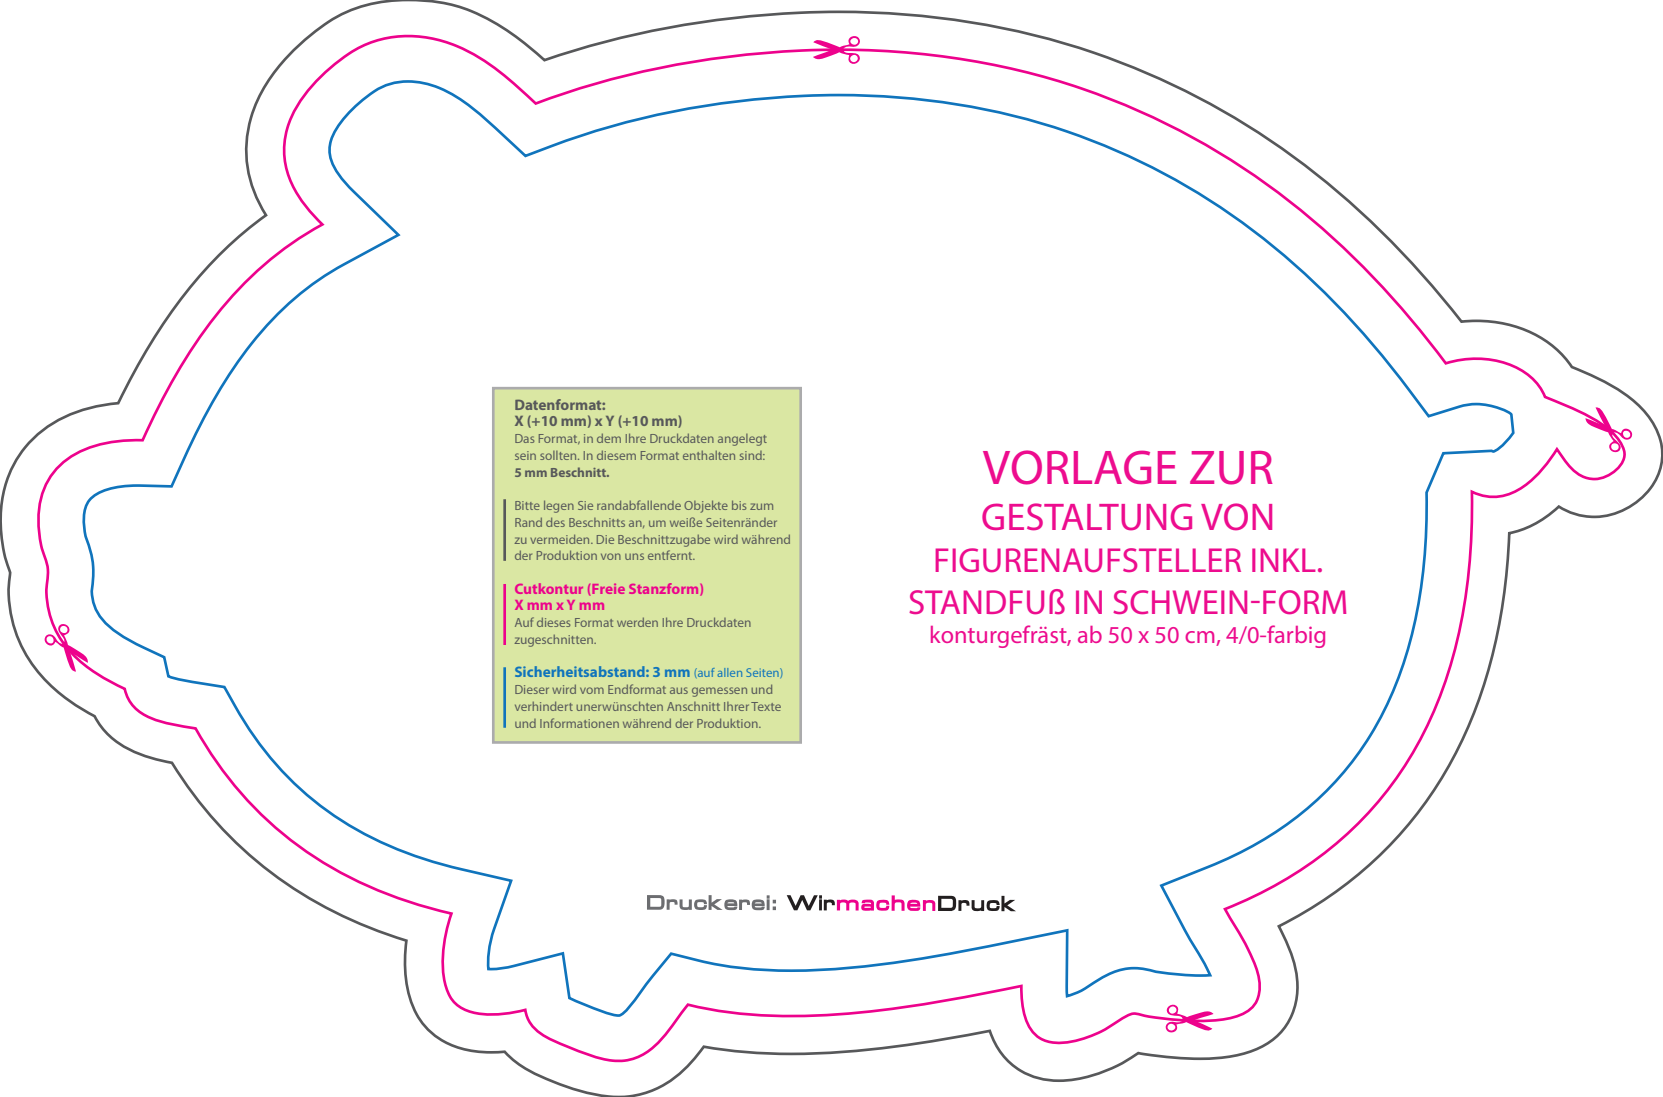 Datenformat:
X (+10 mm) x Y (+10 mm)
Das Format, in dem Ihre Druckdaten angelegt
sein sollten. In diesem Format enthalten sind:
5 mm Beschnitt.
Bitte legen Sie randabfallende Objekte bis zum
Rand des Beschnitts an, um weiße Seitenränder
zu vermeiden. Die Beschnittzugabe wird während
der Produktion von uns entfernt.
Cutkontur (Freie Stanzform)
X mm x Y mm
Auf dieses Format werden Ihre Druckdaten
zugeschnitten.
Sicherheitsabstand: 3 mm (auf allen Seiten)
Dieser wird vom Endformat aus gemessen und
verhindert unerwünschten Anschnitt Ihrer Texte
und Informationen während der Produktion.
VORLAGE ZUR
GESTALTUNG VON
FIGURENAUFSTELLER INKL.
STANDFUß IN SCHWEIN-FORM
konturgefräst, ab 50 x 50 cm, 4/0-farbig
Druckerei: WirmachenDruck